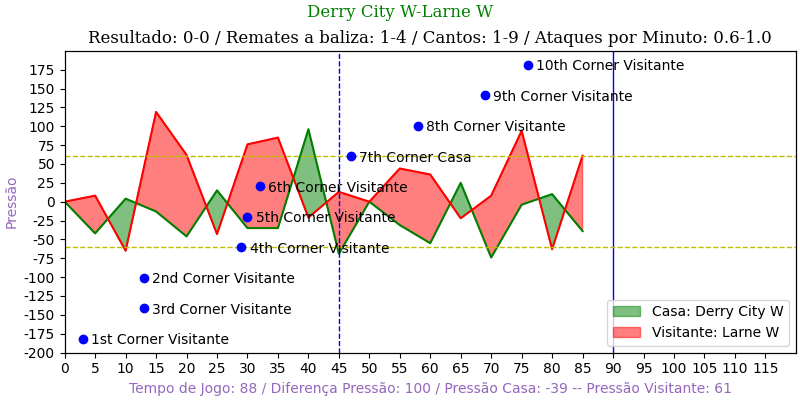 Derry City W-Larne W
Resultado: 0-0 / Remates a baliza: 1-4 / Cantos: 1-9 / Ataques por Minuto: 0.6-1.0
Pressão
175
150
125
100
75
50
25
0
-25
-50
-75
-100
-125
-150
-175
-200
10th Corner Visitante
9th Corner Visitante
8th Corner Visitante
7th Corner Casa
6th Corner Visitante
5th Corner Visitante
4th Corner Visitante
2nd Corner Visitante
3rd Corner Visitante
1st Corner Visitante
Casa: Derry City W
Visitante: Larne W
0 5 10 15 20 25 30 35 40 45 50 55 60 65 70 75 80 85 90 95 100 105 110 115
Tempo de Jogo: 88 / Diferença Pressão: 100 / Pressão Casa: -39 -- Pressão Visitante: 61